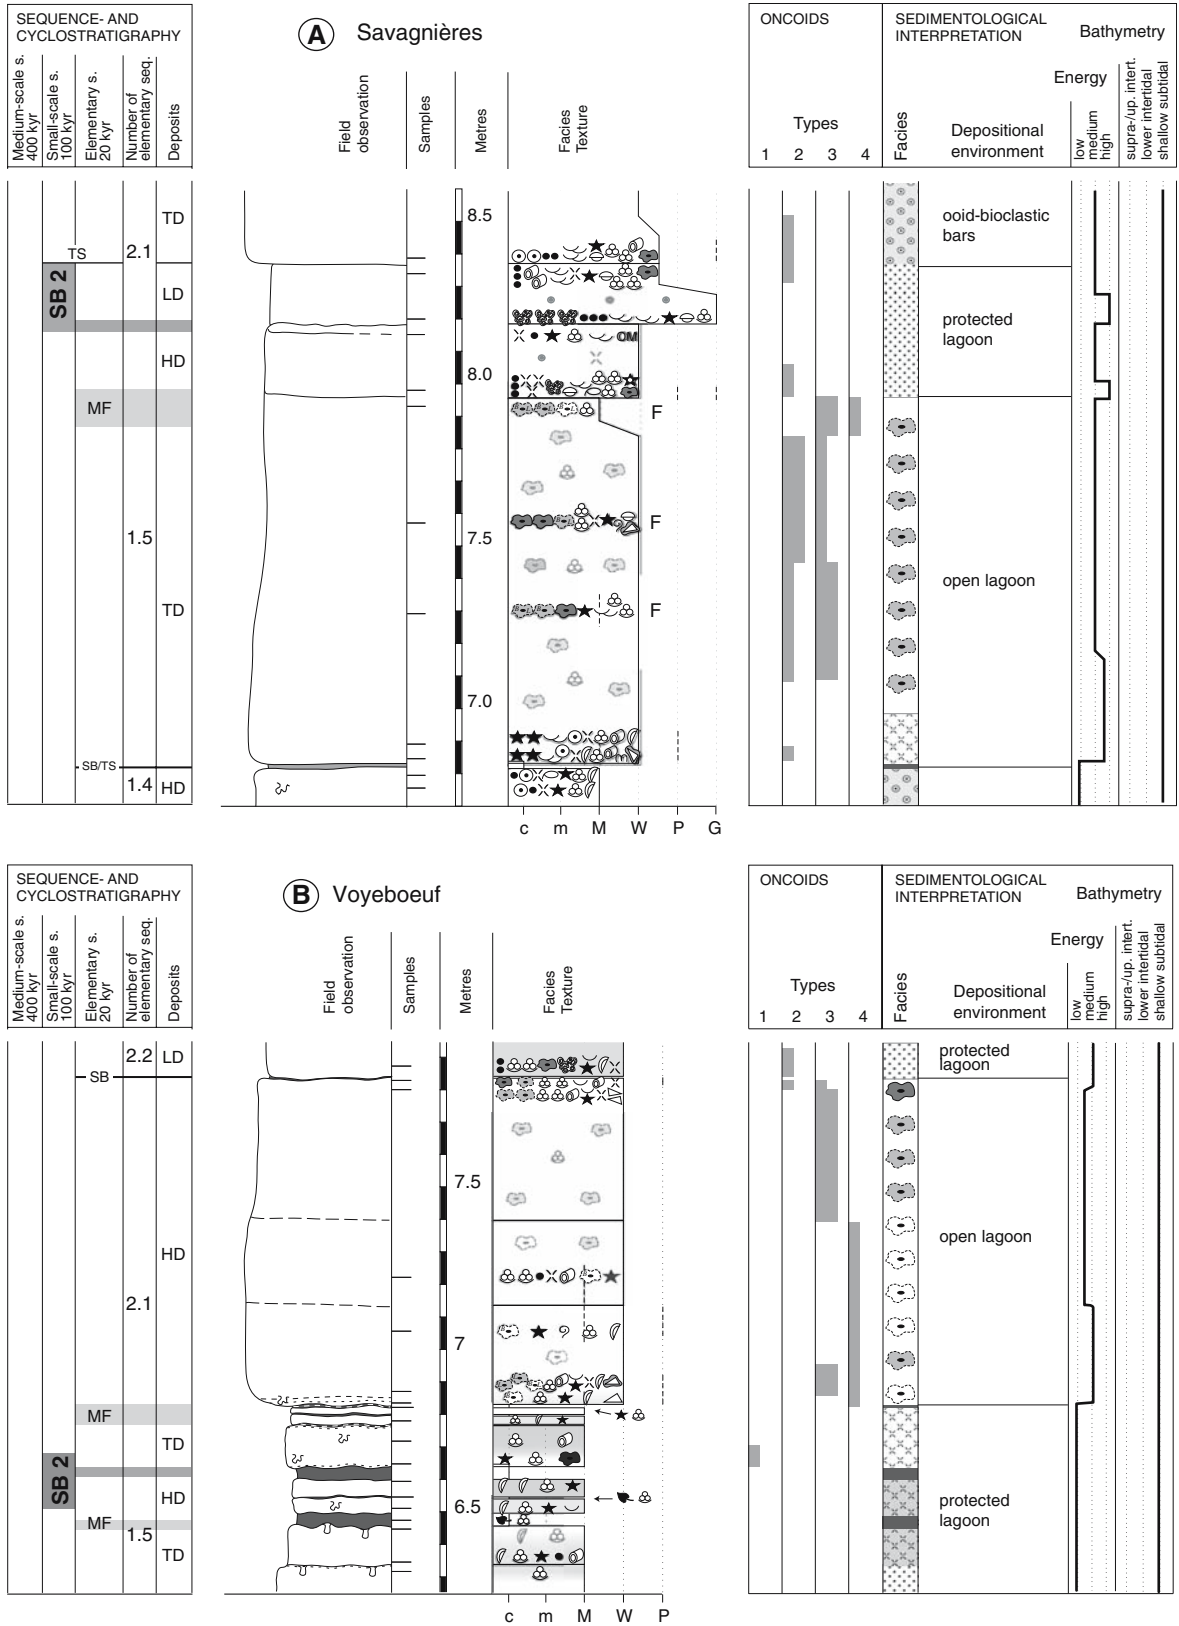 SEQUENCE- AND
CYCLOSTRATIGRAPHY
Medium-scale s.
400 kyr
Small-scale s.
100 kyr
Elementary s.
20 kyr
Number of
elementary seq.
Deposits
A Savagnières
Field
observation
Samples
Metres
Facies
Texture
ONCOIDS
Types
1 2 3 4
SEDIMENTOLOGICAL
INTERPRETATION
Bathymetry
Energy
Facies
Depositional
environment
low
medium
high
supra-/up. intert.
lower intertidal
shallow subtidal
TD
TS
2.1
SB 2
LD
HD
MF
1.5
TD
SB/TS
1.4
HD
8.5
8.0
7.5
7.0
OM
F
F
F
c m M W P G
ooid-bioclastic
bars
protected
lagoon
open lagoon
SEQUENCE- AND
CYCLOSTRATIGRAPHY
Medium-scale s.
400 kyr
Small-scale s.
100 kyr
Elementary s.
20 kyr
Number of
elementary seq.
Deposits
B Voyeboeuf
Field
observation
Samples
Metres
Facies
Texture
ONCOIDS
Types
1 2 3 4
SEDIMENTOLOGICAL
INTERPRETATION
Bathymetry
Energy
Facies
Depositional
environment
low
medium
high
supra-/up. intert.
lower intertidal
shallow subtidal
2.2
LD
SB
HD
2.1
MF
TD
SB 2
HD
MF
1.5
TD
7.5
7
6.5
c m M W P
protected
lagoon
open lagoon
protected
lagoon